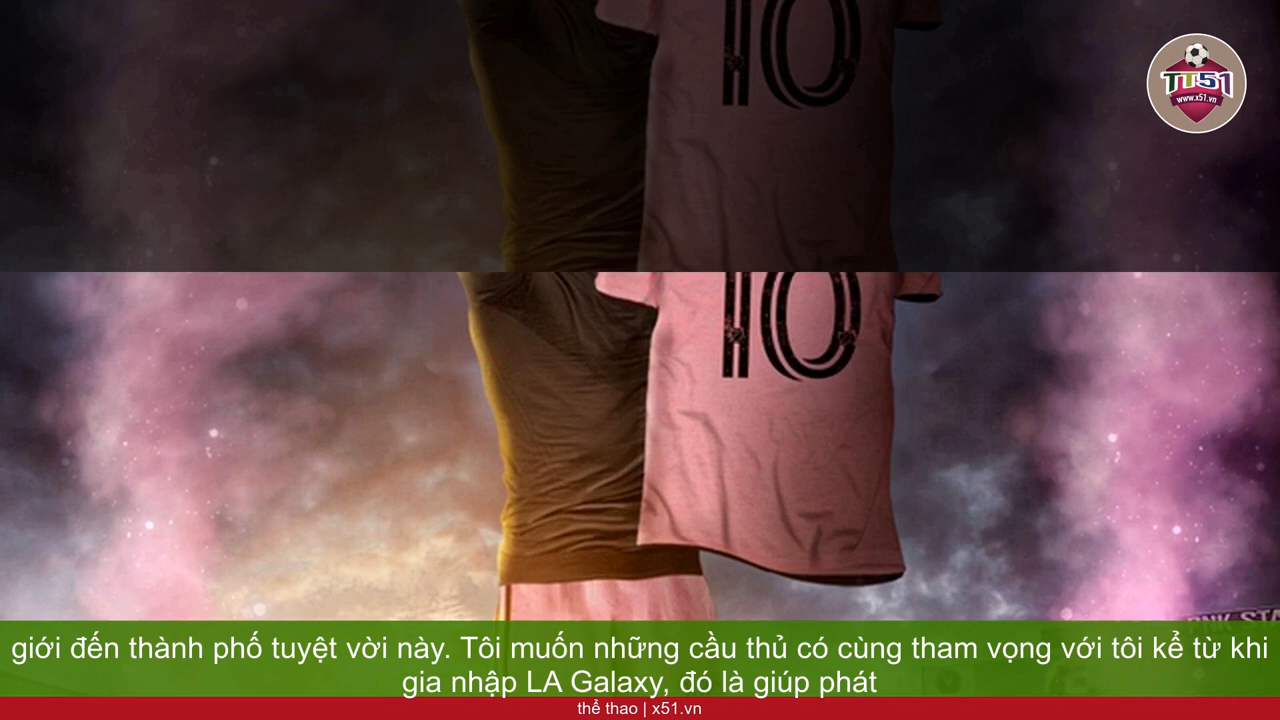 10
TT51
www.x51.vn
10
giới đến thành phố tuyệt vời này. Tôi muốn những cầu thủ có cùng tham vọng với tôi kể từ khi
gia nhập LA Galaxy, đó là giúp phát
thể thao | x51.vn